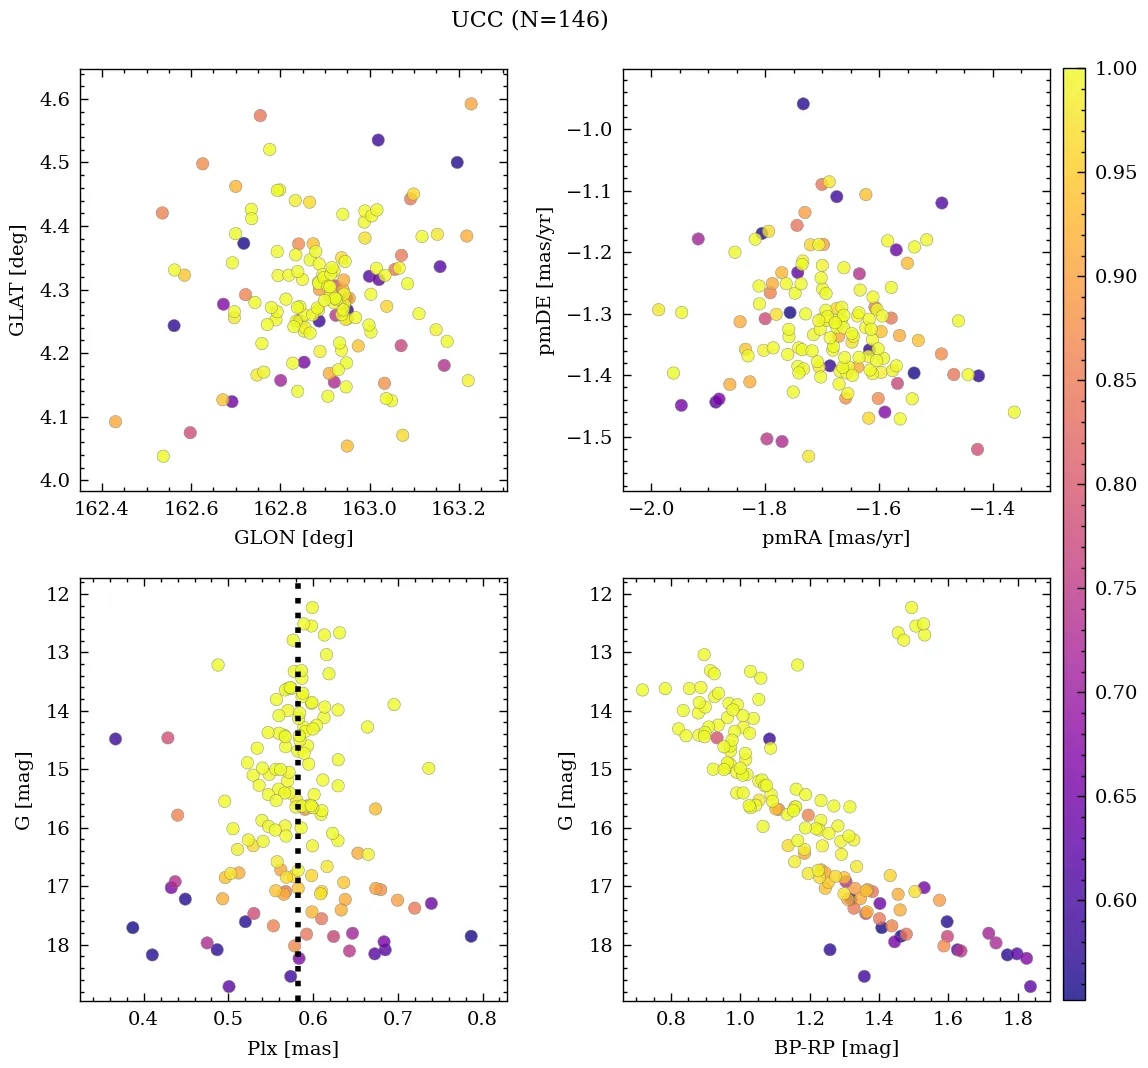 UCC (N=146)
4.6
4.5
4.4
4.3
4.2
4.1
4.0
GLAT [deg]
162.4 162.6 162.8 163.0 163.2
GLON [deg]
−1.0
−1.1
−1.2
−1.3
−1.4
−1.5
pmDE [mas/yr]
−2.0 −1.8 −1.6 −1.4
pmRA [mas/yr]
12
13
14
15
16
17
18
G [mag]
0.4 0.5 0.6 0.7 0.8
Plx [mas]
12
13
14
15
16
17
18
G [mag]
0.8 1.0 1.2 1.4 1.6 1.8
BP-RP [mag]
1.00
0.95
0.90
0.85
0.80
0.75
0.70
0.65
0.60